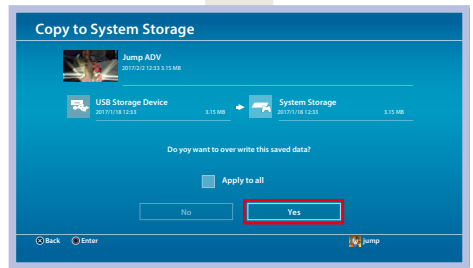 Copy to System Storage
Jump ADV
2017/2/2 12:33 3.15 MB
USB Storage Device
2017/1/18 12:33 3.15 MB
System Storage
2017/1/18 12:33 3.15 MB
Do yoy want to over write this saved data?
Apply to all
No Yes
Back Enter jump